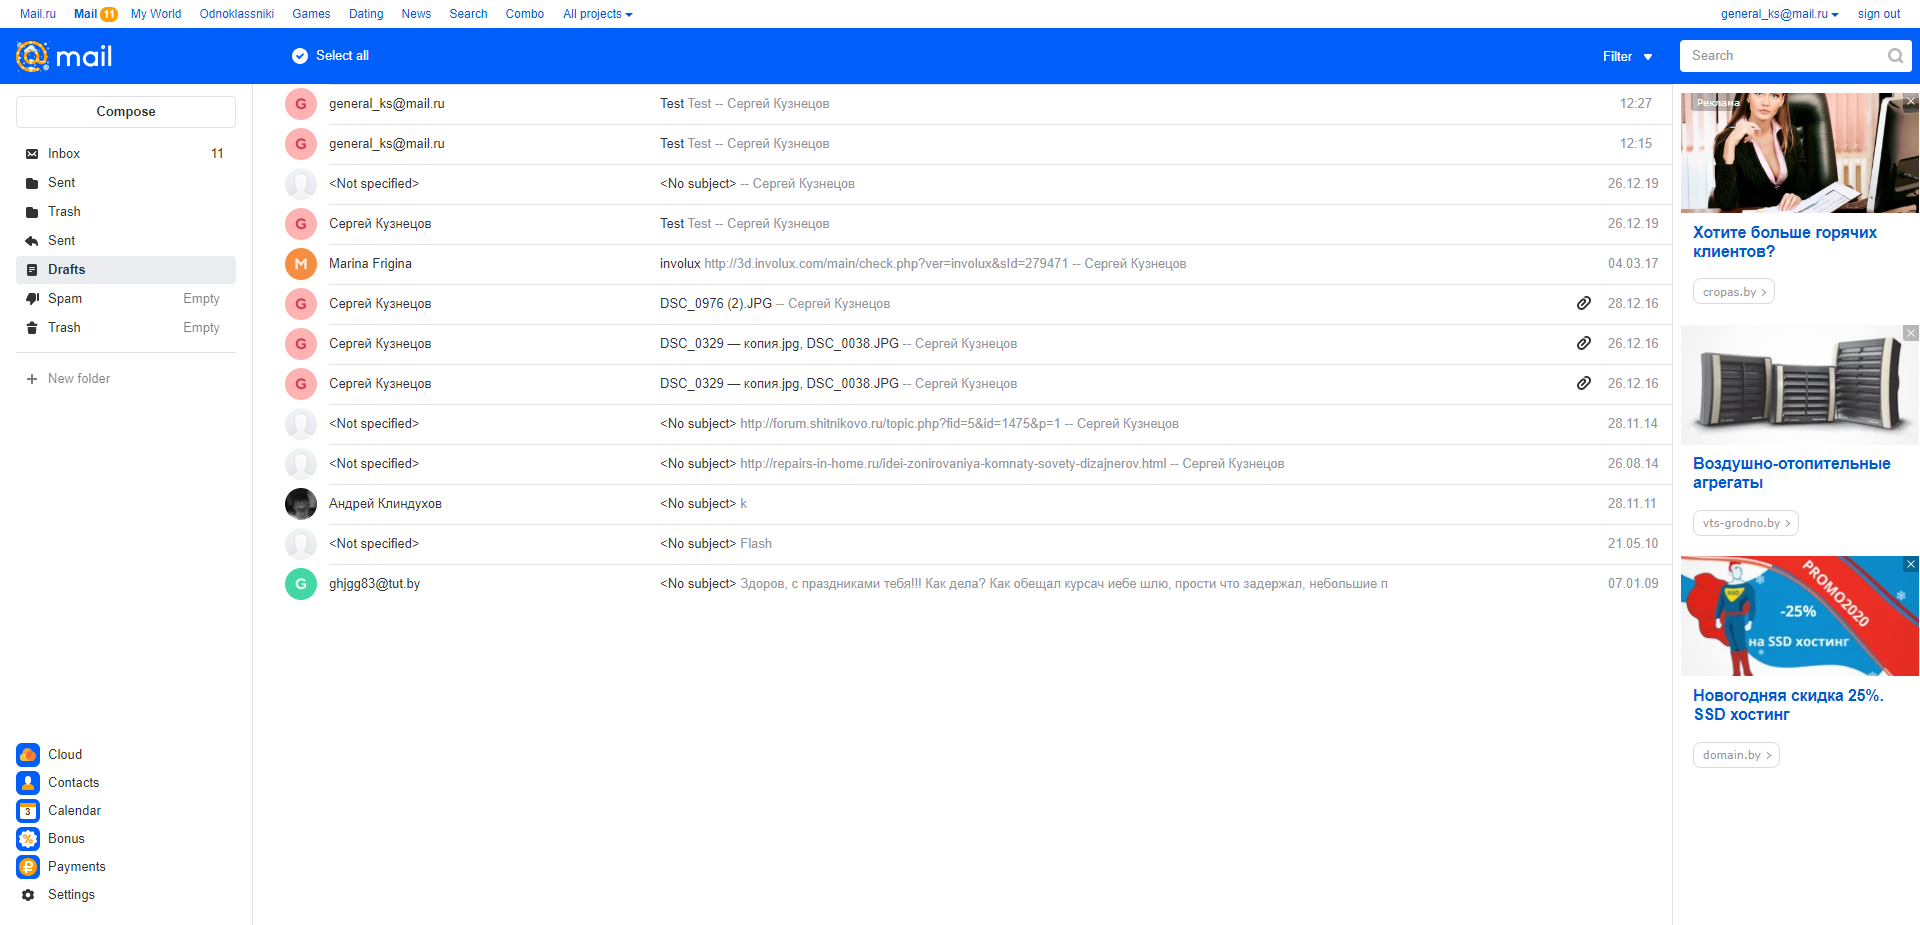 Mail.ru Mail 11 My World Odnoklassniki Games Dating News Search Combo All projects general_ks@mail.ru sign out
mail Select all Filter Search
Compose
Inbox 11
Sent
Trash
Sent
Drafts
Spam Empty
Trash Empty
New folder
Cloud
Contacts
3 Calendar
% Bonus
₽ Payments
Settings
G general_ks@mail.ru Test Test -- Сергей Кузнецов 12:27
G general_ks@mail.ru Test Test -- Сергей Кузнецов 12:15
<Not specified> <No subject> -- Сергей Кузнецов 26.12.19
G Сергей Кузнецов Test Test -- Сергей Кузнецов 26.12.19
M Marina Frigina involux http://3d.involux.com/main/check.php?ver=involux&sId=279471 -- Сергей Кузнецов 04.03.17
G Сергей Кузнецов DSC_0976 (2).JPG -- Сергей Кузнецов 28.12.16
G Сергей Кузнецов DSC_0329 — копия.jpg, DSC_0038.JPG -- Сергей Кузнецов 26.12.16
G Сергей Кузнецов DSC_0329 — копия.jpg, DSC_0038.JPG -- Сергей Кузнецов 26.12.16
<Not specified> <No subject> http://forum.shitnikovo.ru/topic.php?fid=5&id=1475&p=1 -- Сергей Кузнецов 28.11.14
<Not specified> <No subject> http://repairs-in-home.ru/idei-zonirovaniya-komnaty-sovety-dizajnerov.html -- Сергей Кузнецов 26.08.14
Андрей Клиндухов <No subject> k 28.11.11
<Not specified> <No subject> Flash 21.05.10
G ghjgg83@tut.by <No subject> Здоров, с праздниками тебя!!! Как дела? Как обещал курсач иебе шлю, прости что задержал, небольшие п 07.01.09
Реклама
Хотите больше горячих
клиентов?
cropas.by
Воздушно-отопительные
агрегаты
vts-grodno.by
PROMO2020
SSD
-25%
на SSD хостинг
Новогодняя скидка 25%.
SSD хостинг
domain.by